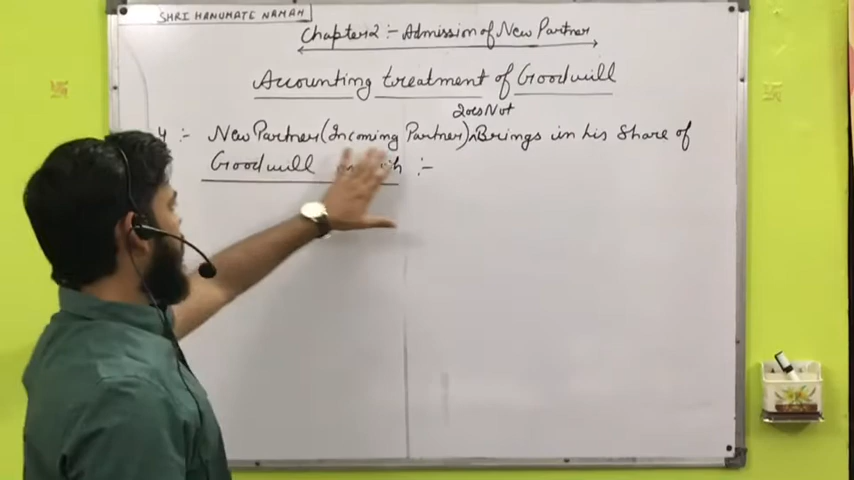 SHRI HANUMATE NAMAH
Chapter 2 :- Admission of New Partner
Accounting treatment of Goodwill
Does Not
4 :- New Partner (Incoming Partner) ^ Brings in his Share of
Goodwill :-